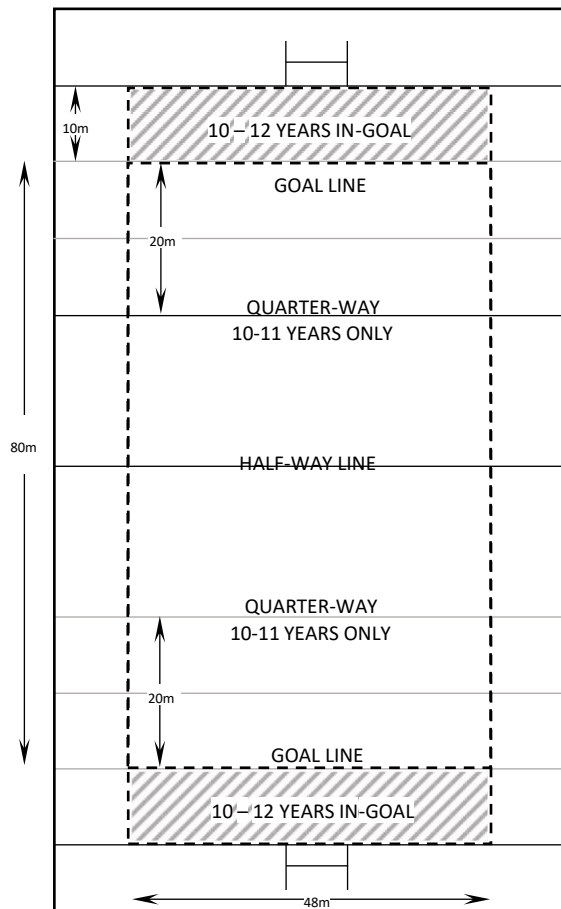 10 – 12 YEARS IN-GOAL
10m
GOAL LINE
20m
QUARTER-WAY
10-11 YEARS ONLY
80m
HALF-WAY LINE
QUARTER-WAY
10-11 YEARS ONLY
20m
GOAL LINE
10 – 12 YEARS IN-GOAL
48m